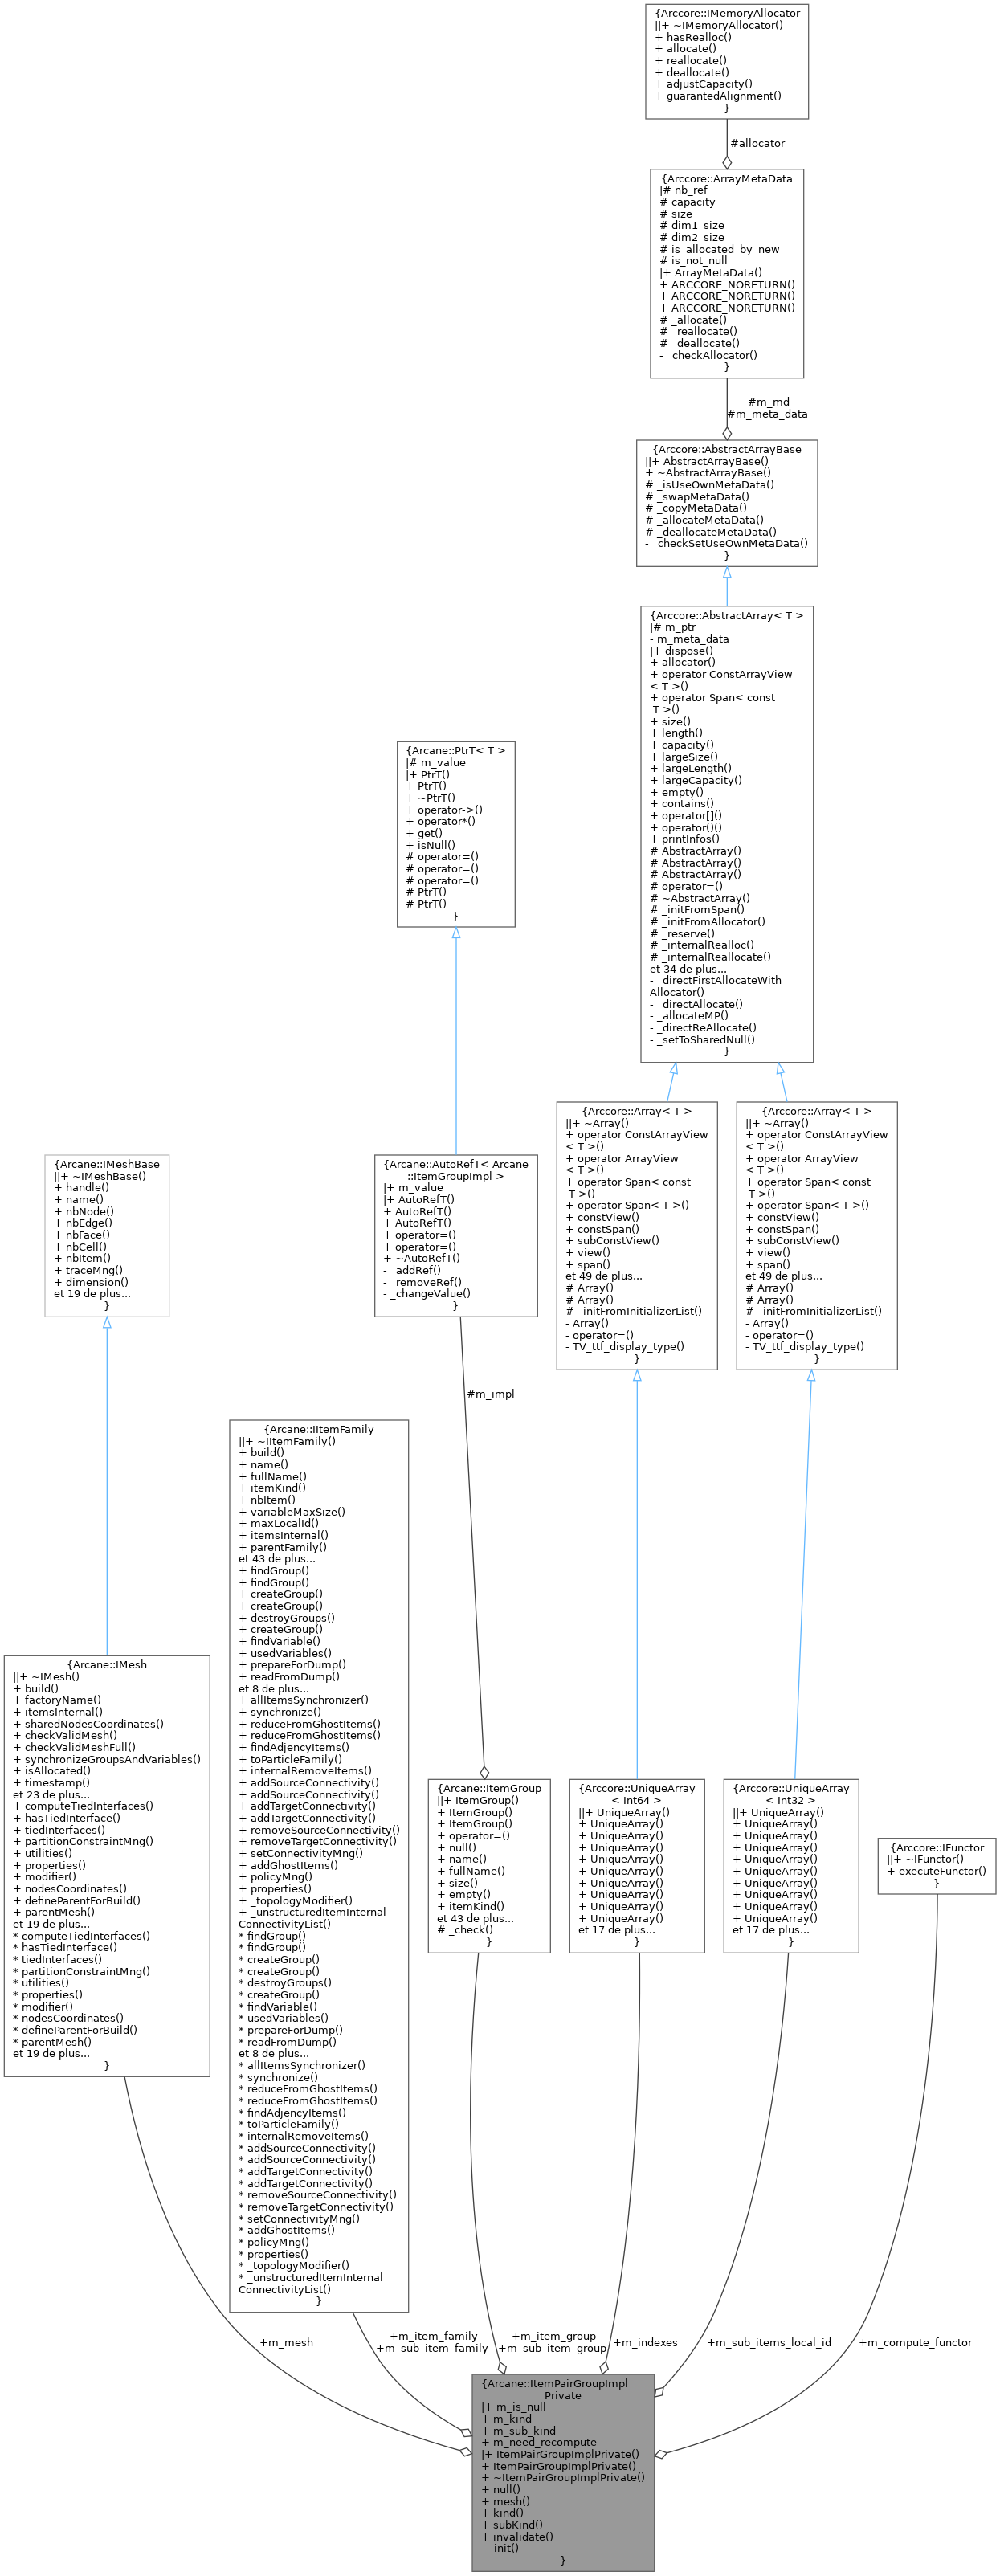 {Arccore::IMemoryAllocator
||+ ~IMemoryAllocator()
+ hasRealloc()
+ allocate()
+ reallocate()
+ deallocate()
+ adjustCapacity()
+ guarantedAlignment()
}
#allocator
{Arccore::ArrayMetaData
|# nb_ref
# capacity
# size
# dim1_size
# dim2_size
# is_allocated_by_new
# is_not_null
|+ ArrayMetaData()
+ ARCCORE_NORETURN()
+ ARCCORE_NORETURN()
+ ARCCORE_NORETURN()
# _allocate()
# _reallocate()
# _deallocate()
- _checkAllocator()
}
#m_md
#m_meta_data
{Arccore::AbstractArrayBase
||+ AbstractArrayBase()
+ ~AbstractArrayBase()
# _isUseOwnMetaData()
# _swapMetaData()
# _copyMetaData()
# _allocateMetaData()
# _deallocateMetaData()
- _checkSetUseOwnMetaData()
}
{Arccore::AbstractArray< T >
|# m_ptr
- m_meta_data
|+ dispose()
+ allocator()
+ operator ConstArrayView
< T >()
+ operator Span< const
T >()
+ size()
+ length()
+ capacity()
+ largeSize()
+ largeLength()
+ largeCapacity()
+ empty()
+ contains()
+ operator[]()
+ operator()()
+ printInfos()
# AbstractArray()
# AbstractArray()
# AbstractArray()
# operator=()
# ~AbstractArray()
# _initFromSpan()
# _initFromAllocator()
# _reserve()
# _internalRealloc()
# _internalReallocate()
et 34 de plus...
- _directFirstAllocateWith
Allocator()
- _directAllocate()
- _allocateMP()
- _directReAllocate()
- _setToSharedNull()
}
{Arcane::PtrT< T >
|# m_value
|+ PtrT()
+ PtrT()
+ ~PtrT()
+ operator->()
+ operator*()
+ get()
+ isNull()
# operator=()
# operator=()
# operator=()
# PtrT()
# PtrT()
}
{Arccore::Array< T >
||+ ~Array()
+ operator ConstArrayView
< T >()
+ operator ArrayView
< T >()
+ operator Span< const
T >()
+ operator Span< T >()
+ constView()
+ constSpan()
+ subConstView()
+ view()
+ span()
et 49 de plus...
# Array()
# Array()
# _initFromInitializerList()
- Array()
- operator=()
- TV_ttf_display_type()
}
{Arccore::Array< T >
||+ ~Array()
+ operator ConstArrayView
< T >()
+ operator ArrayView
< T >()
+ operator Span< const
T >()
+ operator Span< T >()
+ constView()
+ constSpan()
+ subConstView()
+ view()
+ span()
et 49 de plus...
# Array()
# Array()
# _initFromInitializerList()
- Array()
- operator=()
- TV_ttf_display_type()
}
{Arcane::IMeshBase
||+ ~IMeshBase()
+ handle()
+ name()
+ nbNode()
+ nbEdge()
+ nbFace()
+ nbCell()
+ nbItem()
+ traceMng()
+ dimension()
et 19 de plus...
}
{Arcane::AutoRefT< Arcane
::ItemGroupImpl >
|+ m_value
|+ AutoRefT()
+ AutoRefT()
+ AutoRefT()
+ operator=()
+ operator=()
+ ~AutoRefT()
- _addRef()
- _removeRef()
- _changeValue()
}
#m_impl
{Arcane::IItemFamily
||+ ~IItemFamily()
+ build()
+ name()
+ fullName()
+ itemKind()
+ nbItem()
+ variableMaxSize()
+ maxLocalId()
+ itemsInternal()
+ parentFamily()
et 43 de plus...
+ findGroup()
+ findGroup()
+ createGroup()
+ createGroup()
+ destroyGroups()
+ createGroup()
+ findVariable()
+ usedVariables()
+ prepareForDump()
+ readFromDump()
et 8 de plus...
+ allItemsSynchronizer()
+ synchronize()
+ reduceFromGhostItems()
+ reduceFromGhostItems()
+ findAdjencyItems()
+ toParticleFamily()
+ internalRemoveItems()
+ addSourceConnectivity()
+ addSourceConnectivity()
+ addTargetConnectivity()
+ addTargetConnectivity()
+ removeSourceConnectivity()
+ removeTargetConnectivity()
+ setConnectivityMng()
+ addGhostItems()
+ policyMng()
+ properties()
+ _topologyModifier()
+ _unstructuredItemInternal
ConnectivityList()
* findGroup()
* findGroup()
* createGroup()
* createGroup()
* destroyGroups()
* createGroup()
* findVariable()
* usedVariables()
* prepareForDump()
* readFromDump()
et 8 de plus...
* allItemsSynchronizer()
* synchronize()
* reduceFromGhostItems()
* reduceFromGhostItems()
* findAdjencyItems()
* toParticleFamily()
* internalRemoveItems()
* addSourceConnectivity()
* addSourceConnectivity()
* addTargetConnectivity()
* addTargetConnectivity()
* removeSourceConnectivity()
* removeTargetConnectivity()
* setConnectivityMng()
* addGhostItems()
* policyMng()
* properties()
* _topologyModifier()
* _unstructuredItemInternal
ConnectivityList()
}
{Arcane::IMesh
||+ ~IMesh()
+ build()
+ factoryName()
+ itemsInternal()
+ sharedNodesCoordinates()
+ checkValidMesh()
+ checkValidMeshFull()
+ synchronizeGroupsAndVariables()
+ isAllocated()
+ timestamp()
et 23 de plus...
+ computeTiedInterfaces()
+ hasTiedInterface()
+ tiedInterfaces()
+ partitionConstraintMng()
+ utilities()
+ properties()
+ modifier()
+ nodesCoordinates()
+ defineParentForBuild()
+ parentMesh()
et 19 de plus...
* computeTiedInterfaces()
* hasTiedInterface()
* tiedInterfaces()
* partitionConstraintMng()
* utilities()
* properties()
* modifier()
* nodesCoordinates()
* defineParentForBuild()
* parentMesh()
et 19 de plus...
}
{Arcane::ItemGroup
||+ ItemGroup()
+ ItemGroup()
+ ItemGroup()
+ operator=()
+ null()
+ name()
+ fullName()
+ size()
+ empty()
+ itemKind()
et 43 de plus...
# _check()
}
{Arccore::UniqueArray
< Int64 >
||+ UniqueArray()
+ UniqueArray()
+ UniqueArray()
+ UniqueArray()
+ UniqueArray()
+ UniqueArray()
+ UniqueArray()
+ UniqueArray()
+ UniqueArray()
+ UniqueArray()
et 17 de plus...
}
{Arccore::UniqueArray
< Int32 >
||+ UniqueArray()
+ UniqueArray()
+ UniqueArray()
+ UniqueArray()
+ UniqueArray()
+ UniqueArray()
+ UniqueArray()
+ UniqueArray()
+ UniqueArray()
+ UniqueArray()
et 17 de plus...
}
{Arccore::IFunctor
||+ ~IFunctor()
+ executeFunctor()
}
+m_mesh
+m_item_family
+m_sub_item_family
+m_item_group
+m_sub_item_group
+m_indexes
+m_sub_items_local_id
+m_compute_functor
{Arcane::ItemPairGroupImpl
Private
|+ m_is_null
+ m_kind
+ m_sub_kind
+ m_need_recompute
|+ ItemPairGroupImplPrivate()
+ ItemPairGroupImplPrivate()
+ ~ItemPairGroupImplPrivate()
+ null()
+ mesh()
+ kind()
+ subKind()
+ invalidate()
- _init()
}